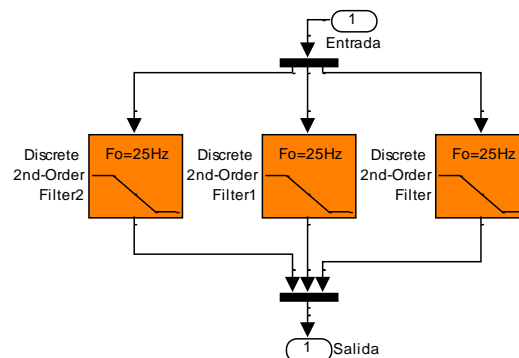 1
Entrada
Discrete
2nd-Order
Filter2
Fo=25Hz
Discrete
2nd-Order
Filter1
Fo=25Hz
Discrete
2nd-Order
Filter
Fo=25Hz
1
Salida